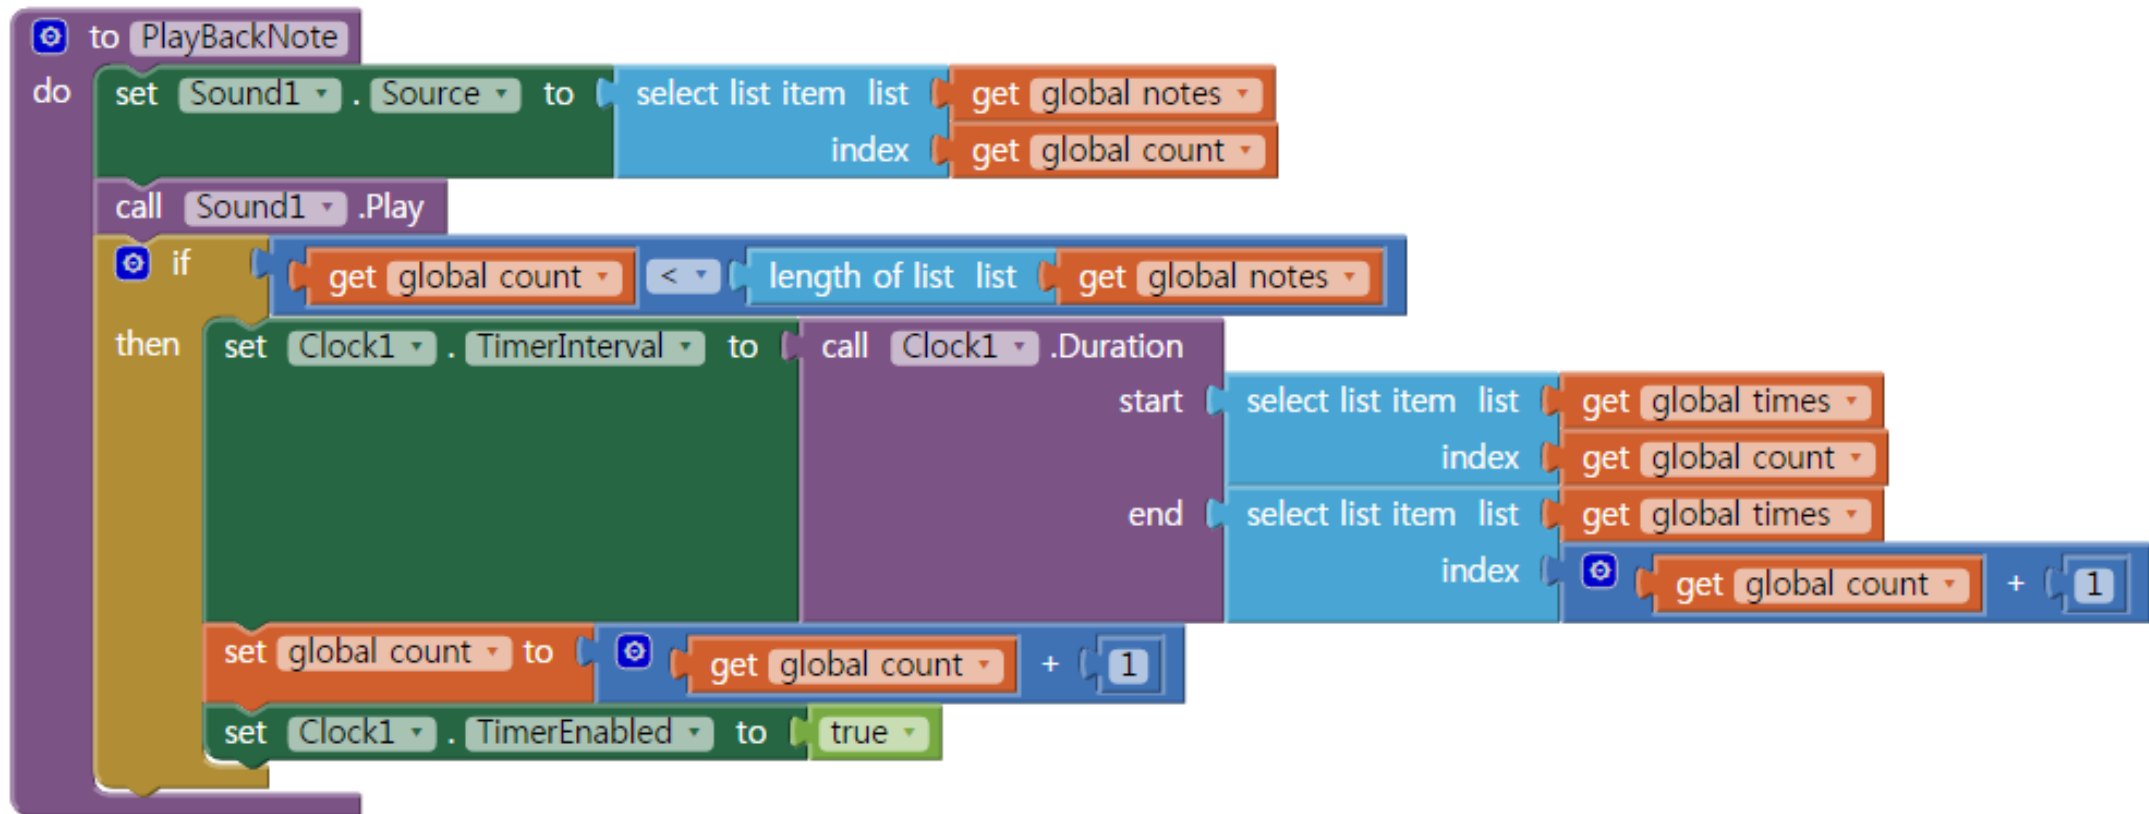 to PlayBackNote
do set Sound1 . Source to select list item list get global notes
index get global count
call Sound1 .Play
if get global count < length of list list get global notes
then set Clock1 . TimerInterval to call Clock1 .Duration
start select list item list get global times
index get global count
end select list item list get global times
index get global count + 1
set global count to get global count + 1
set Clock1 . TimerEnabled to true